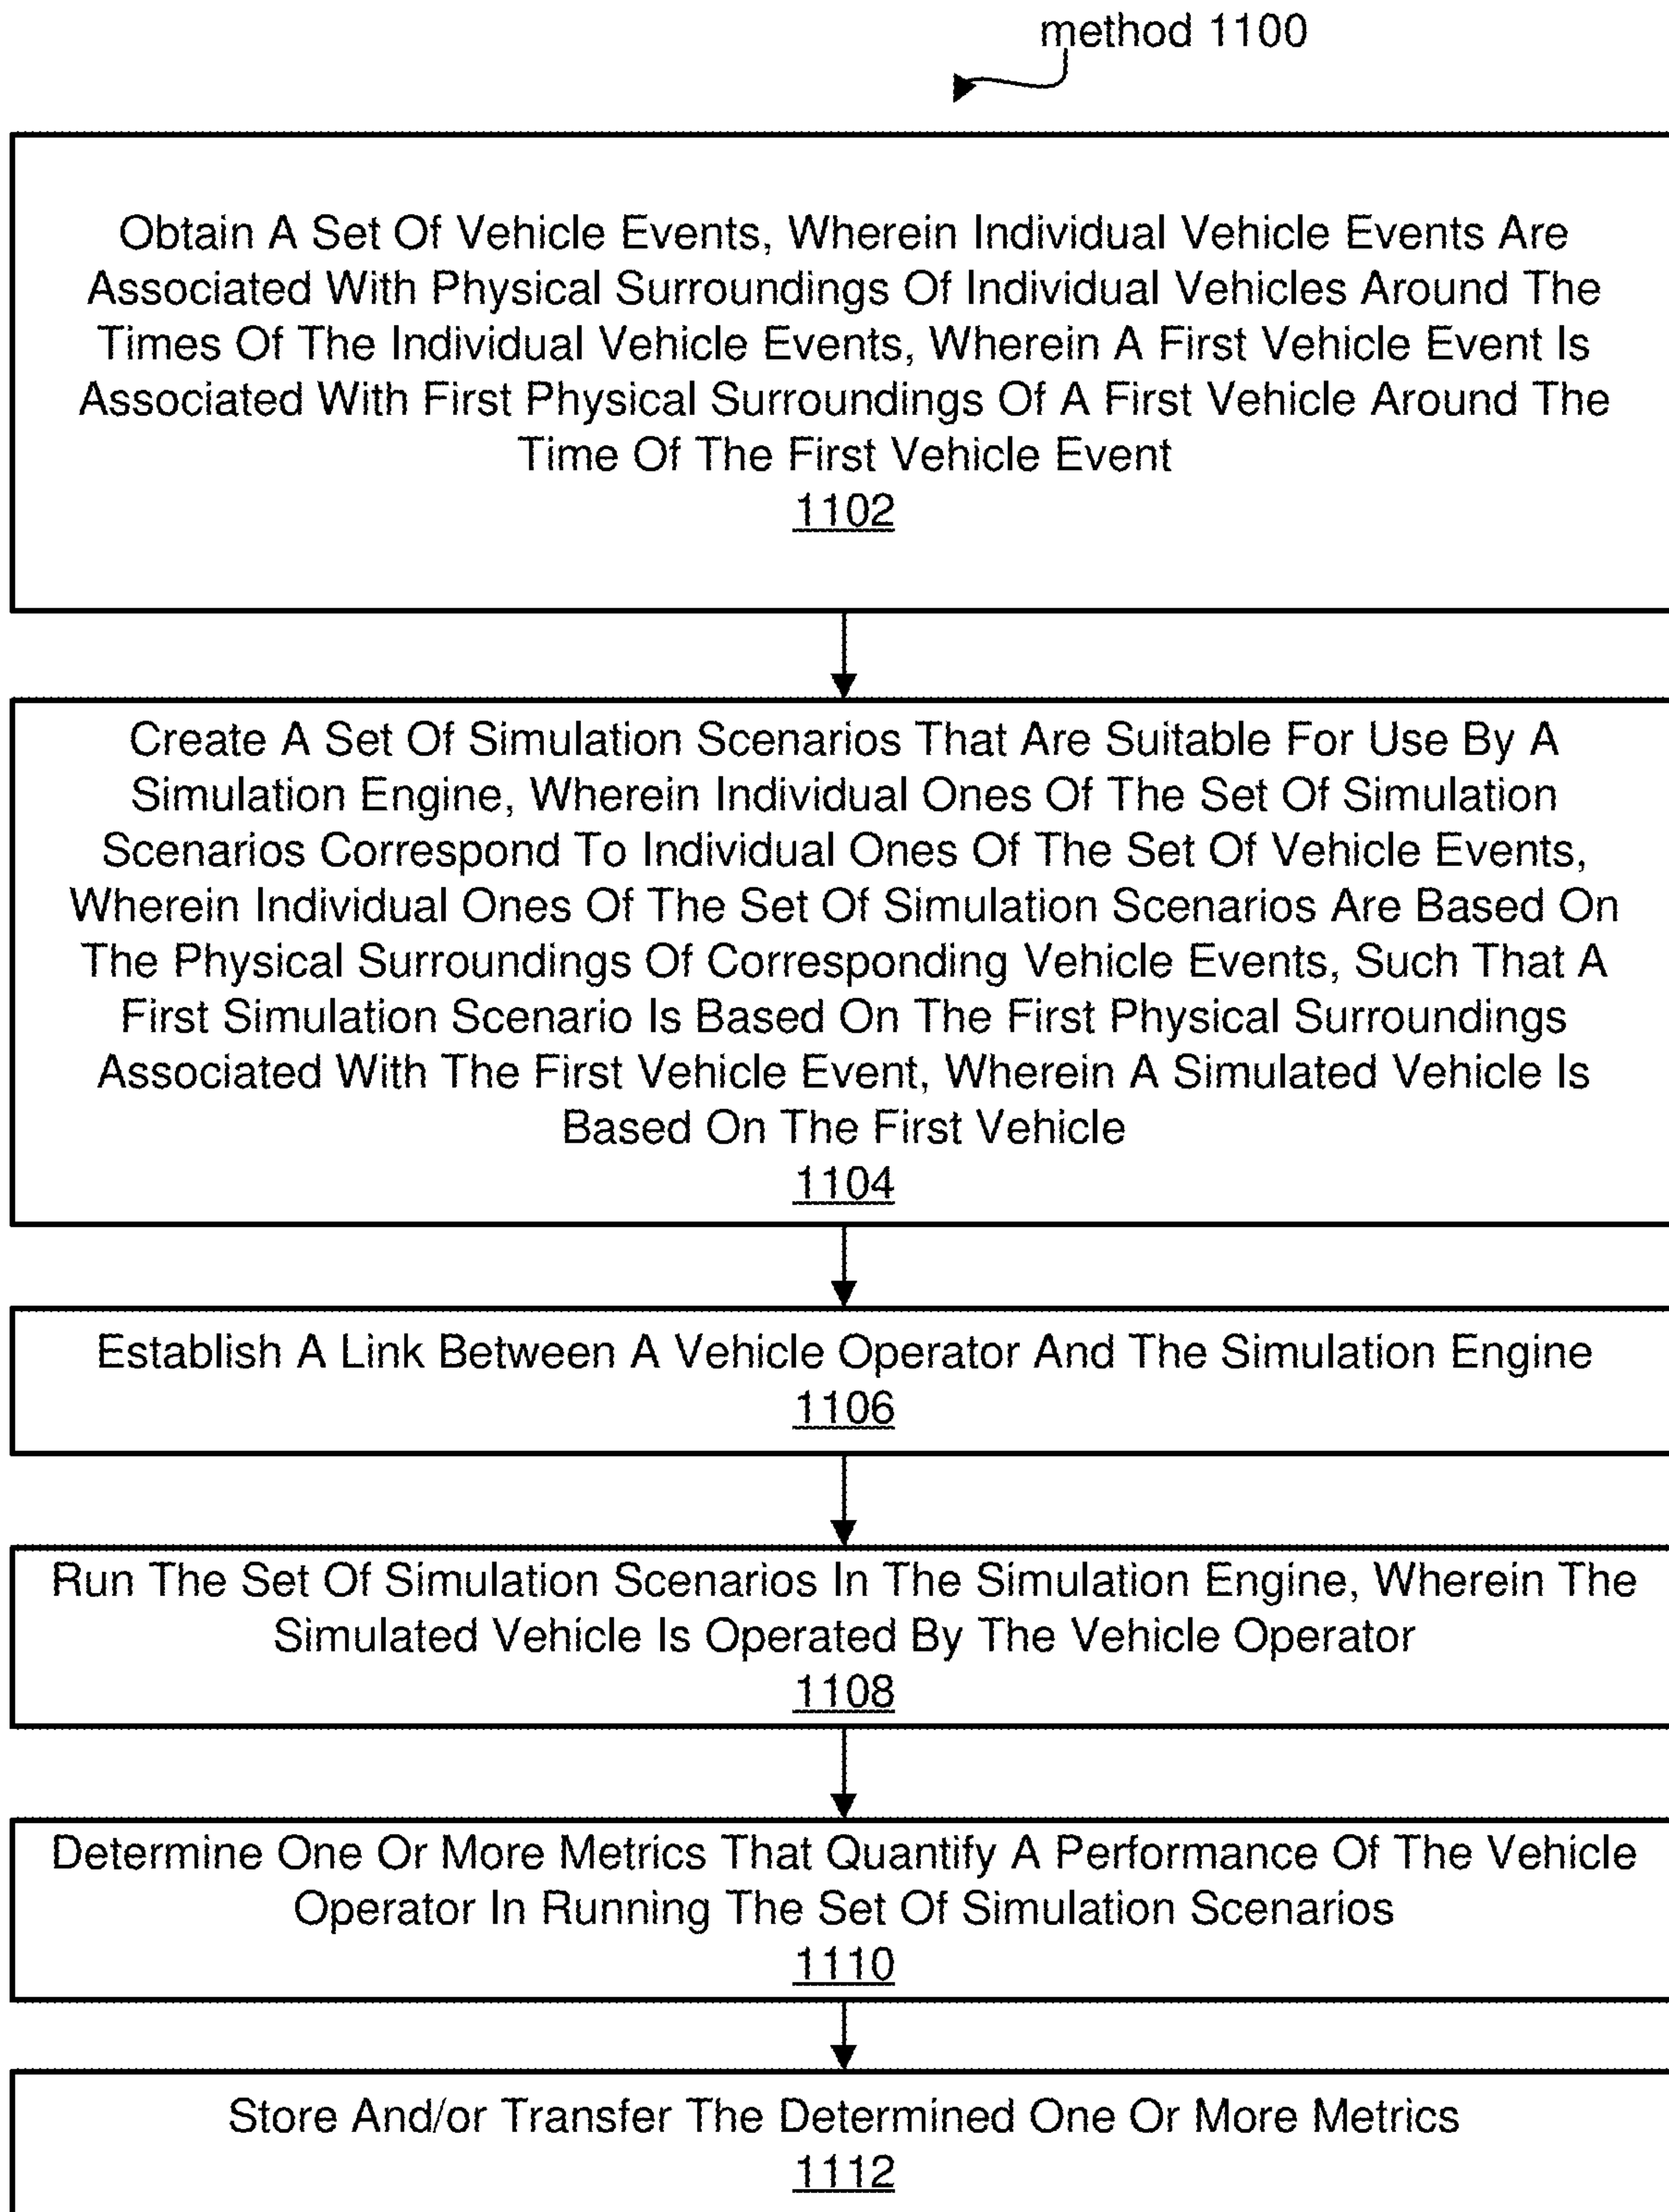 method 1100
Obtain A Set Of Vehicle Events, Wherein Individual Vehicle Events Are
Associated With Physical Surroundings Of Individual Vehicles Around The
Times Of The Individual Vehicle Events, Wherein A First Vehicle Event Is
Associated With First Physical Surroundings Of A First Vehicle Around The
Time Of The First Vehicle Event
1102
Create A Set Of Simulation Scenarios That Are Suitable For Use By A
Simulation Engine, Wherein Individual Ones Of The Set Of Simulation
Scenarios Correspond To Individual Ones Of The Set Of Vehicle Events,
Wherein Individual Ones Of The Set Of Simulation Scenarios Are Based On
The Physical Surroundings Of Corresponding Vehicle Events, Such That A
First Simulation Scenario Is Based On The First Physical Surroundings
Associated With The First Vehicle Event, Wherein A Simulated Vehicle Is
Based On The First Vehicle
1104
Establish A Link Between A Vehicle Operator And The Simulation Engine
1106
Run The Set Of Simulation Scenarios In The Simulation Engine, Wherein The
Simulated Vehicle Is Operated By The Vehicle Operator
1108
Determine One Or More Metrics That Quantify A Performance Of The Vehicle
Operator In Running The Set Of Simulation Scenarios
1110
Store And/or Transfer The Determined One Or More Metrics
1112